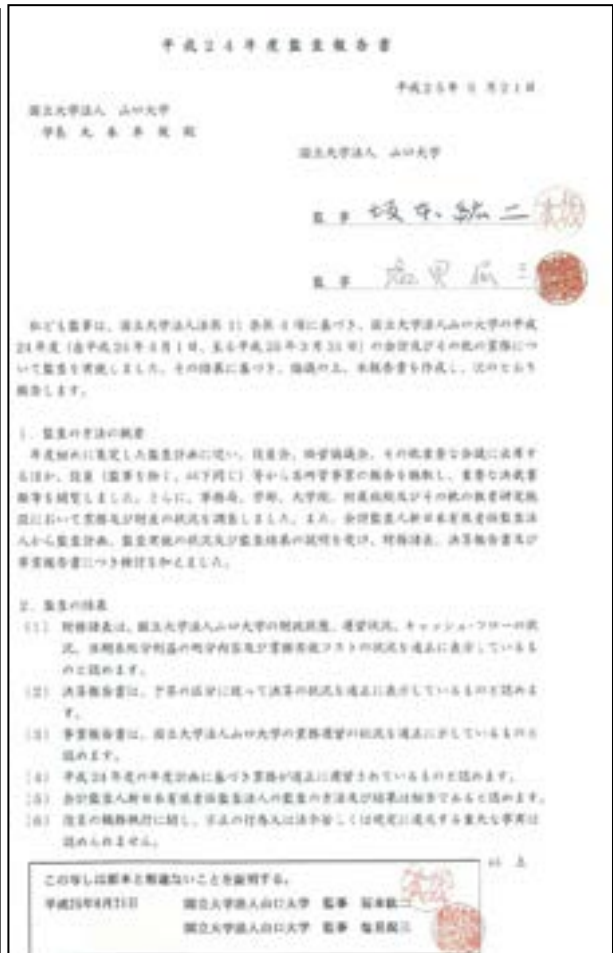 平成24年度監査報告書
平成25年6月21日
国立大学法人 山口大学
学長 殿
国立大学法人 山口大学
監事 坂本紘二
監事
私ども監事は、国立大学法人法第11条第4項に基づき、国立大学法人山口大学の平成
24年度(自平成24年4月1日、至る平成25年3月31日)の会計及びその他の業務につ
いて監査を実施しました。その結果に基づき、協議の上、本報告書を作成し、次のとおり
報告します。
1.監査の方法の概要
年度始めに策定した監査計画に従い、役員会、経営協議会、その他重要な会議に出席す
るほか、役員(監事を除く。以下同じ)等から各所管事業の報告を聴取し、重要な決裁書
類等を閲覧しました。さらに、事務局、学部、大学院、附属病院及びその他の教育研究施
設において業務及び財産の状況を調査しました。また、会計監査人新日本有限責任監査法
人から監査計画、監査実施の状況及び監査結果の説明を受け、財務諸表、決算報告書及び
事業報告書につき検討を加えました。
2.監査の結果
(1) 財務諸表は、国立大学法人山口大学の財政状態、運営状況、キャッシュ・フローの状
況、当期未処分利益の処分内容及び業務実施コストの状況を適正に表示しているも
のと認めます。
(2) 決算報告書は、予算の区分に従って決算の状況を適正に表示しているものと認めま
す。
(3) 事業報告書は、国立大学法人山口大学の業務運営の状況を適正に示しているものと
認めます。
(4) 平成24年度の年度計画に基づき業務が適正に運営されているものと認めます。
(5) 会計監査人新日本有限責任監査法人の監査の方法及び結果は相当であると認めます。
(6) 役員の職務執行に関し、不正の行為又は法令若しくは規定に違反する重大な事実は
認められません。
以上
この写しは原本と相違ないことを証明する。
平成25年6月21日 国立大学法人山口大学 監事 坂本紘二
国立大学法人山口大学 監事